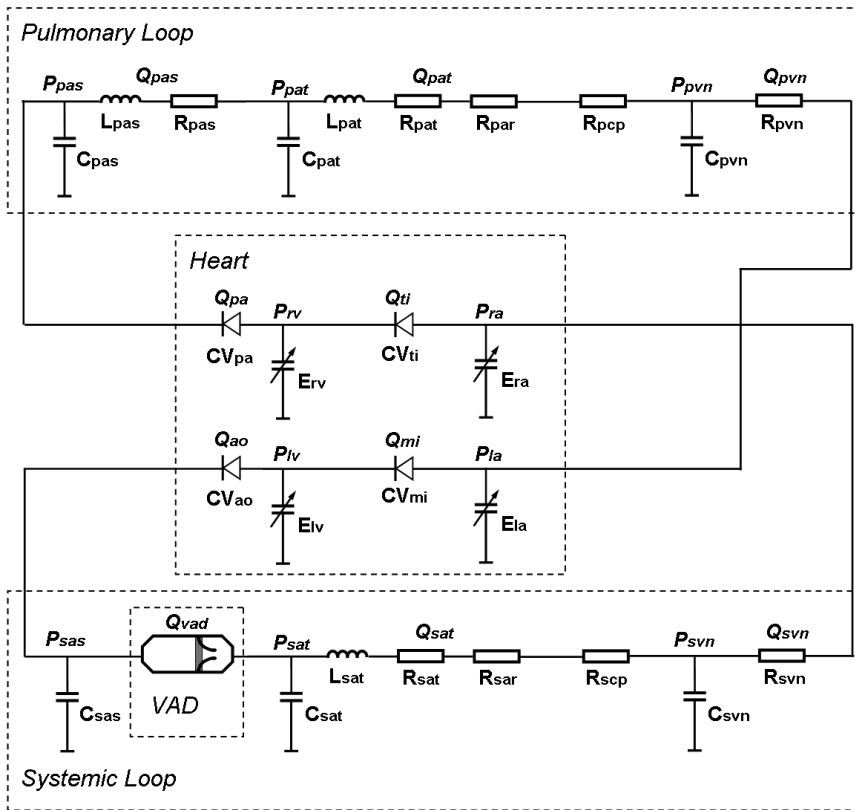 Pulmonary Loop
Ppas Qpas Ppat Qpat Ppvn Qpvn
Lpas Rpas Lpat Rpat Rpar Rpcp Rpvn
Cpas Cpat Cpvn
Heart
Qpa Prv Qti Pra
CVpa CVti
Erv Era
Qao Plv Qmi Pla
CVao CVmi
Elv Ela
Psas Qvad Psat Qsat Psvn Qsvn
Lsat Rsat Rsar Rscp Rsvn
Csas VAD Csat Csvn
Systemic Loop